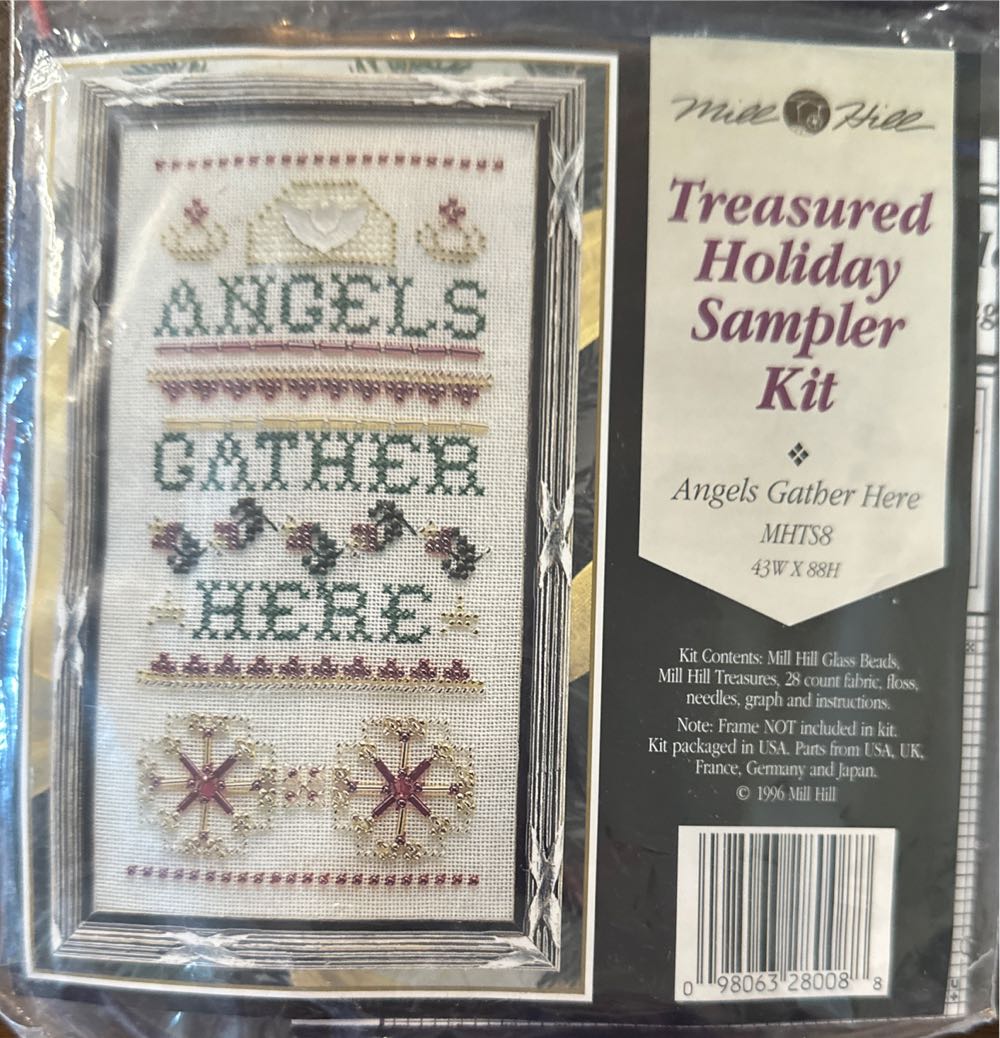 ANGELS
GATHER
HERE
Mill Hill
Treasured
Holiday
Sampler
Kit
Angels Gather Here
MHTS8
43W X 88H
Kit Contents: Mill Hill Glass Beads,
Mill Hill Treasures, 28 count fabric, floss,
needles, graph and instructions.
Note: Frame NOT included in kit.
Kit packaged in USA. Parts from USA, UK,
France, Germany and Japan.
© 1996 Mill Hill
0 98063 28008 8